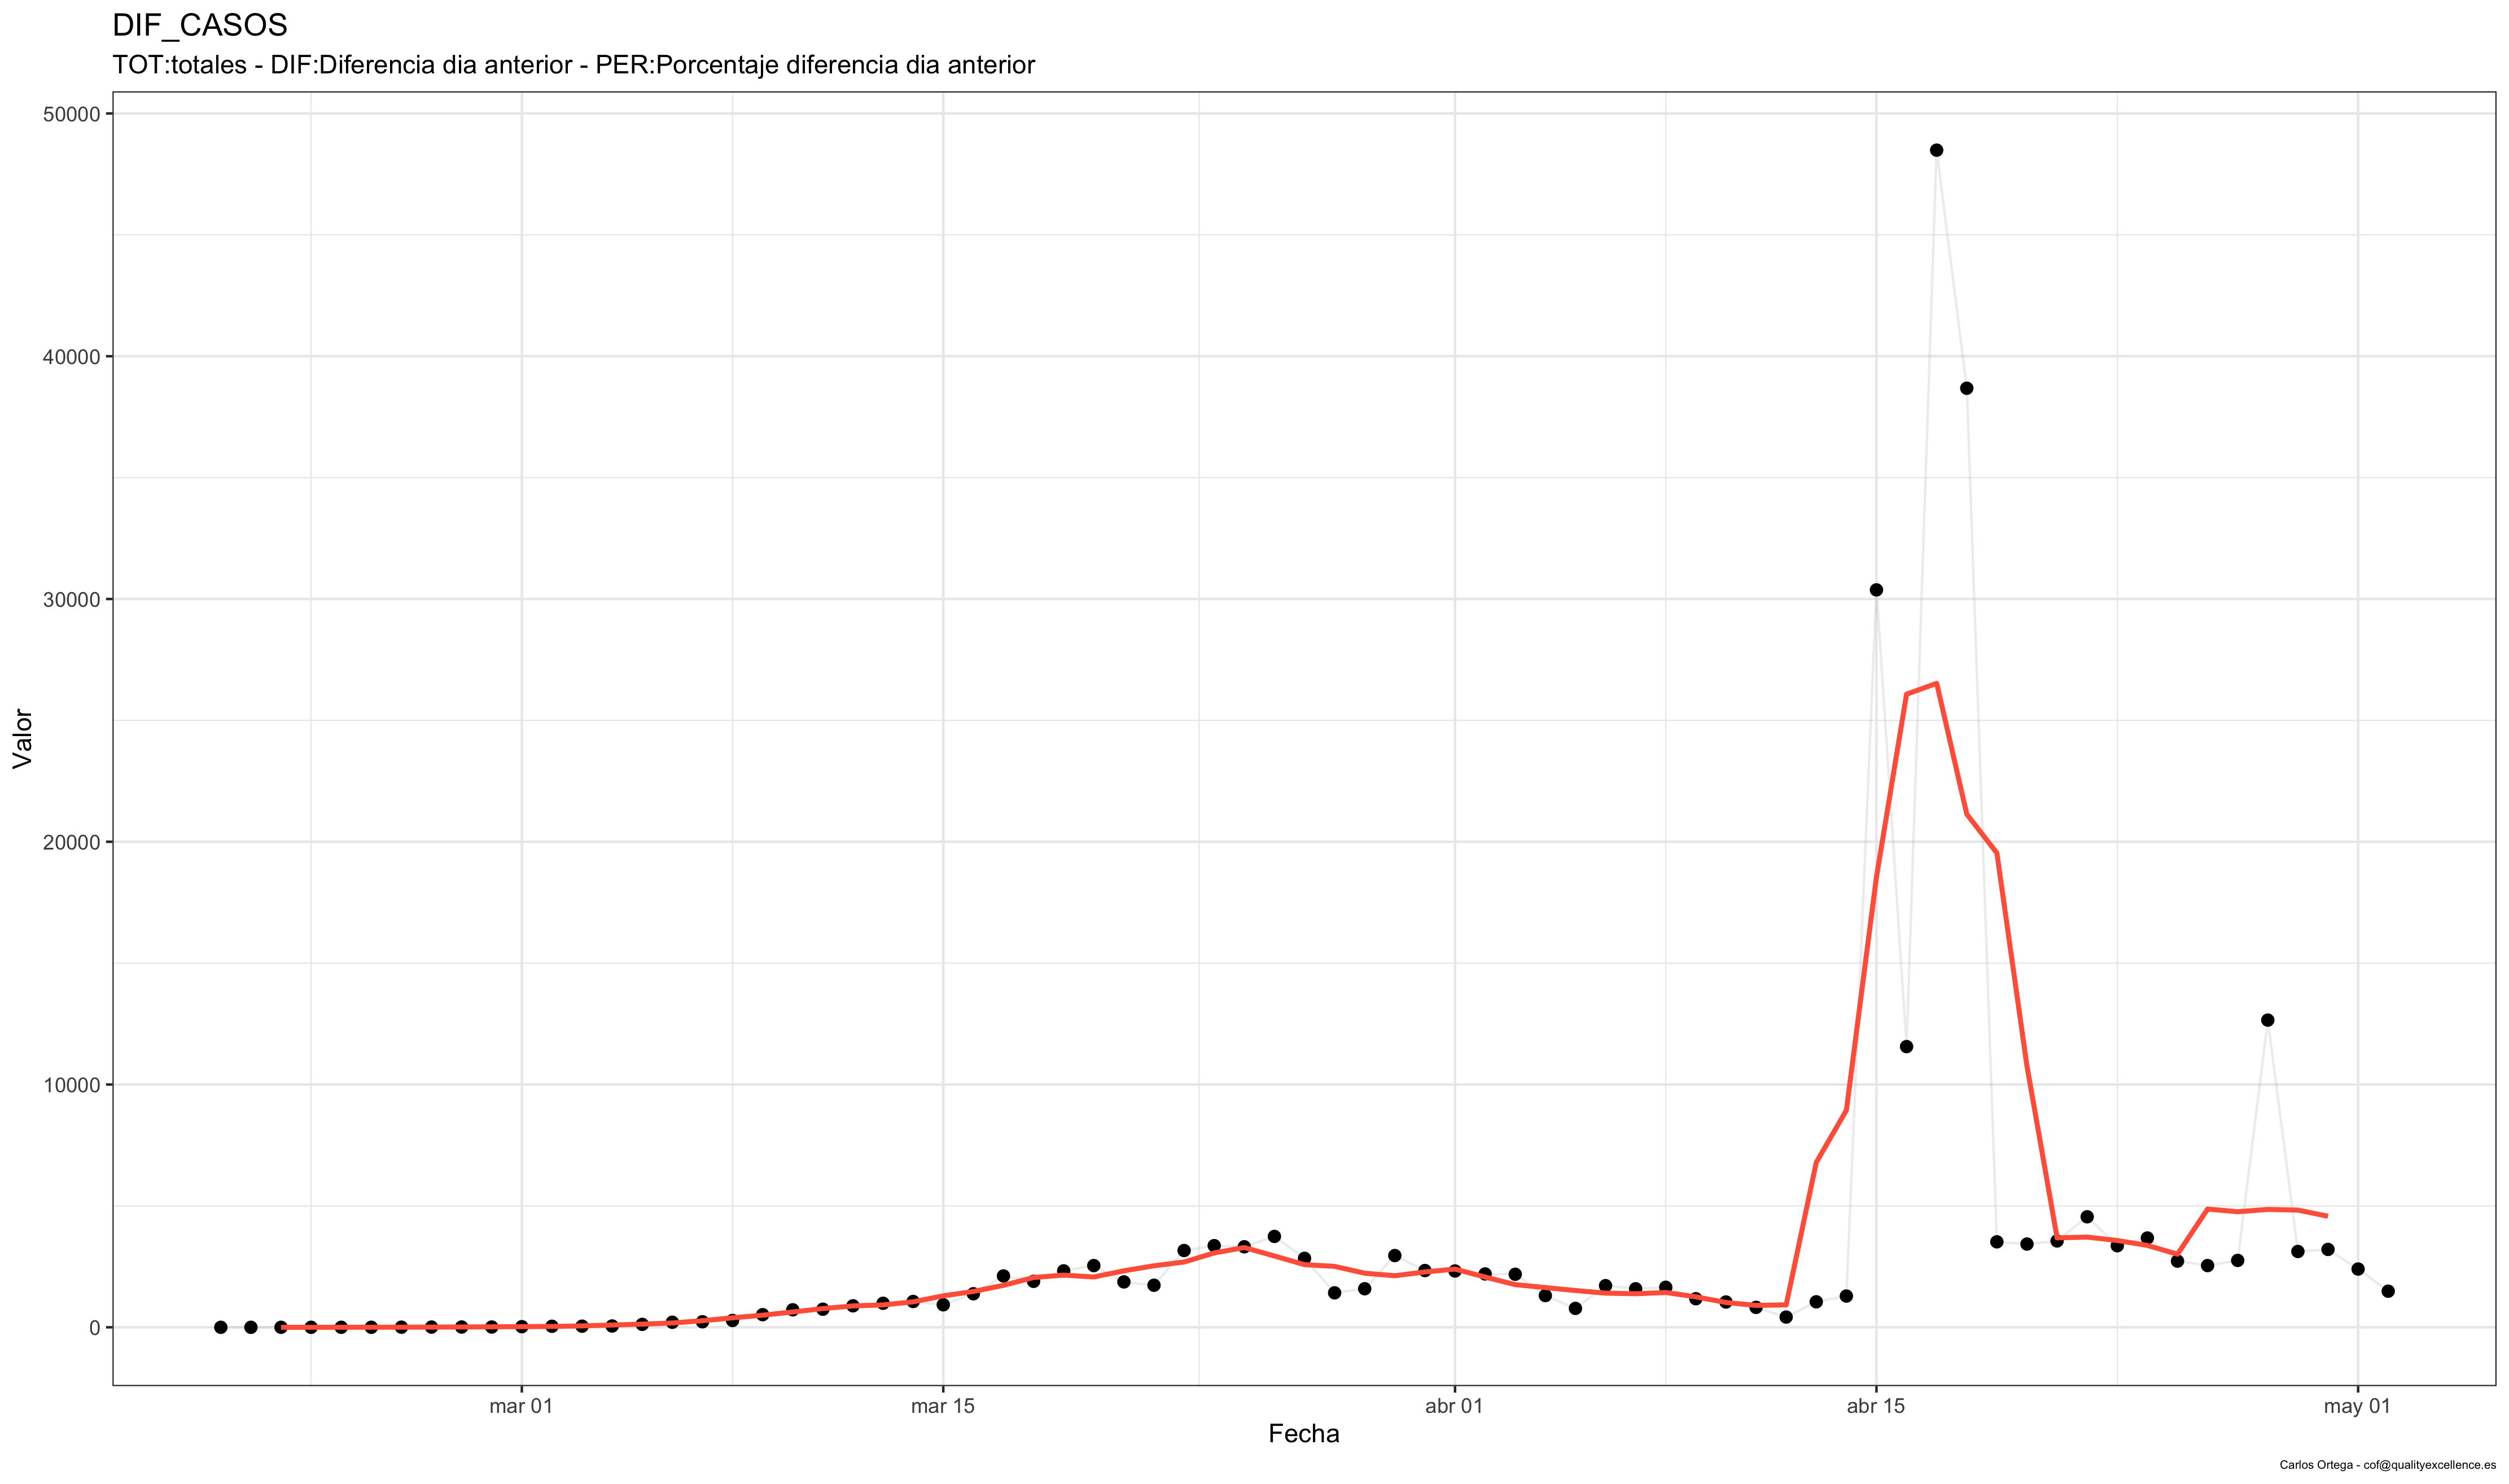 DIF_CASOS
TOT:totales - DIF:Diferencia dia anterior - PER:Porcentaje diferencia dia anterior
50000
40000
30000
20000
10000
0
Valor
mar 01
mar 15
abr 01
abr 15
may 01
Fecha
Carlos Ortega - cof@qualityexcellence.es